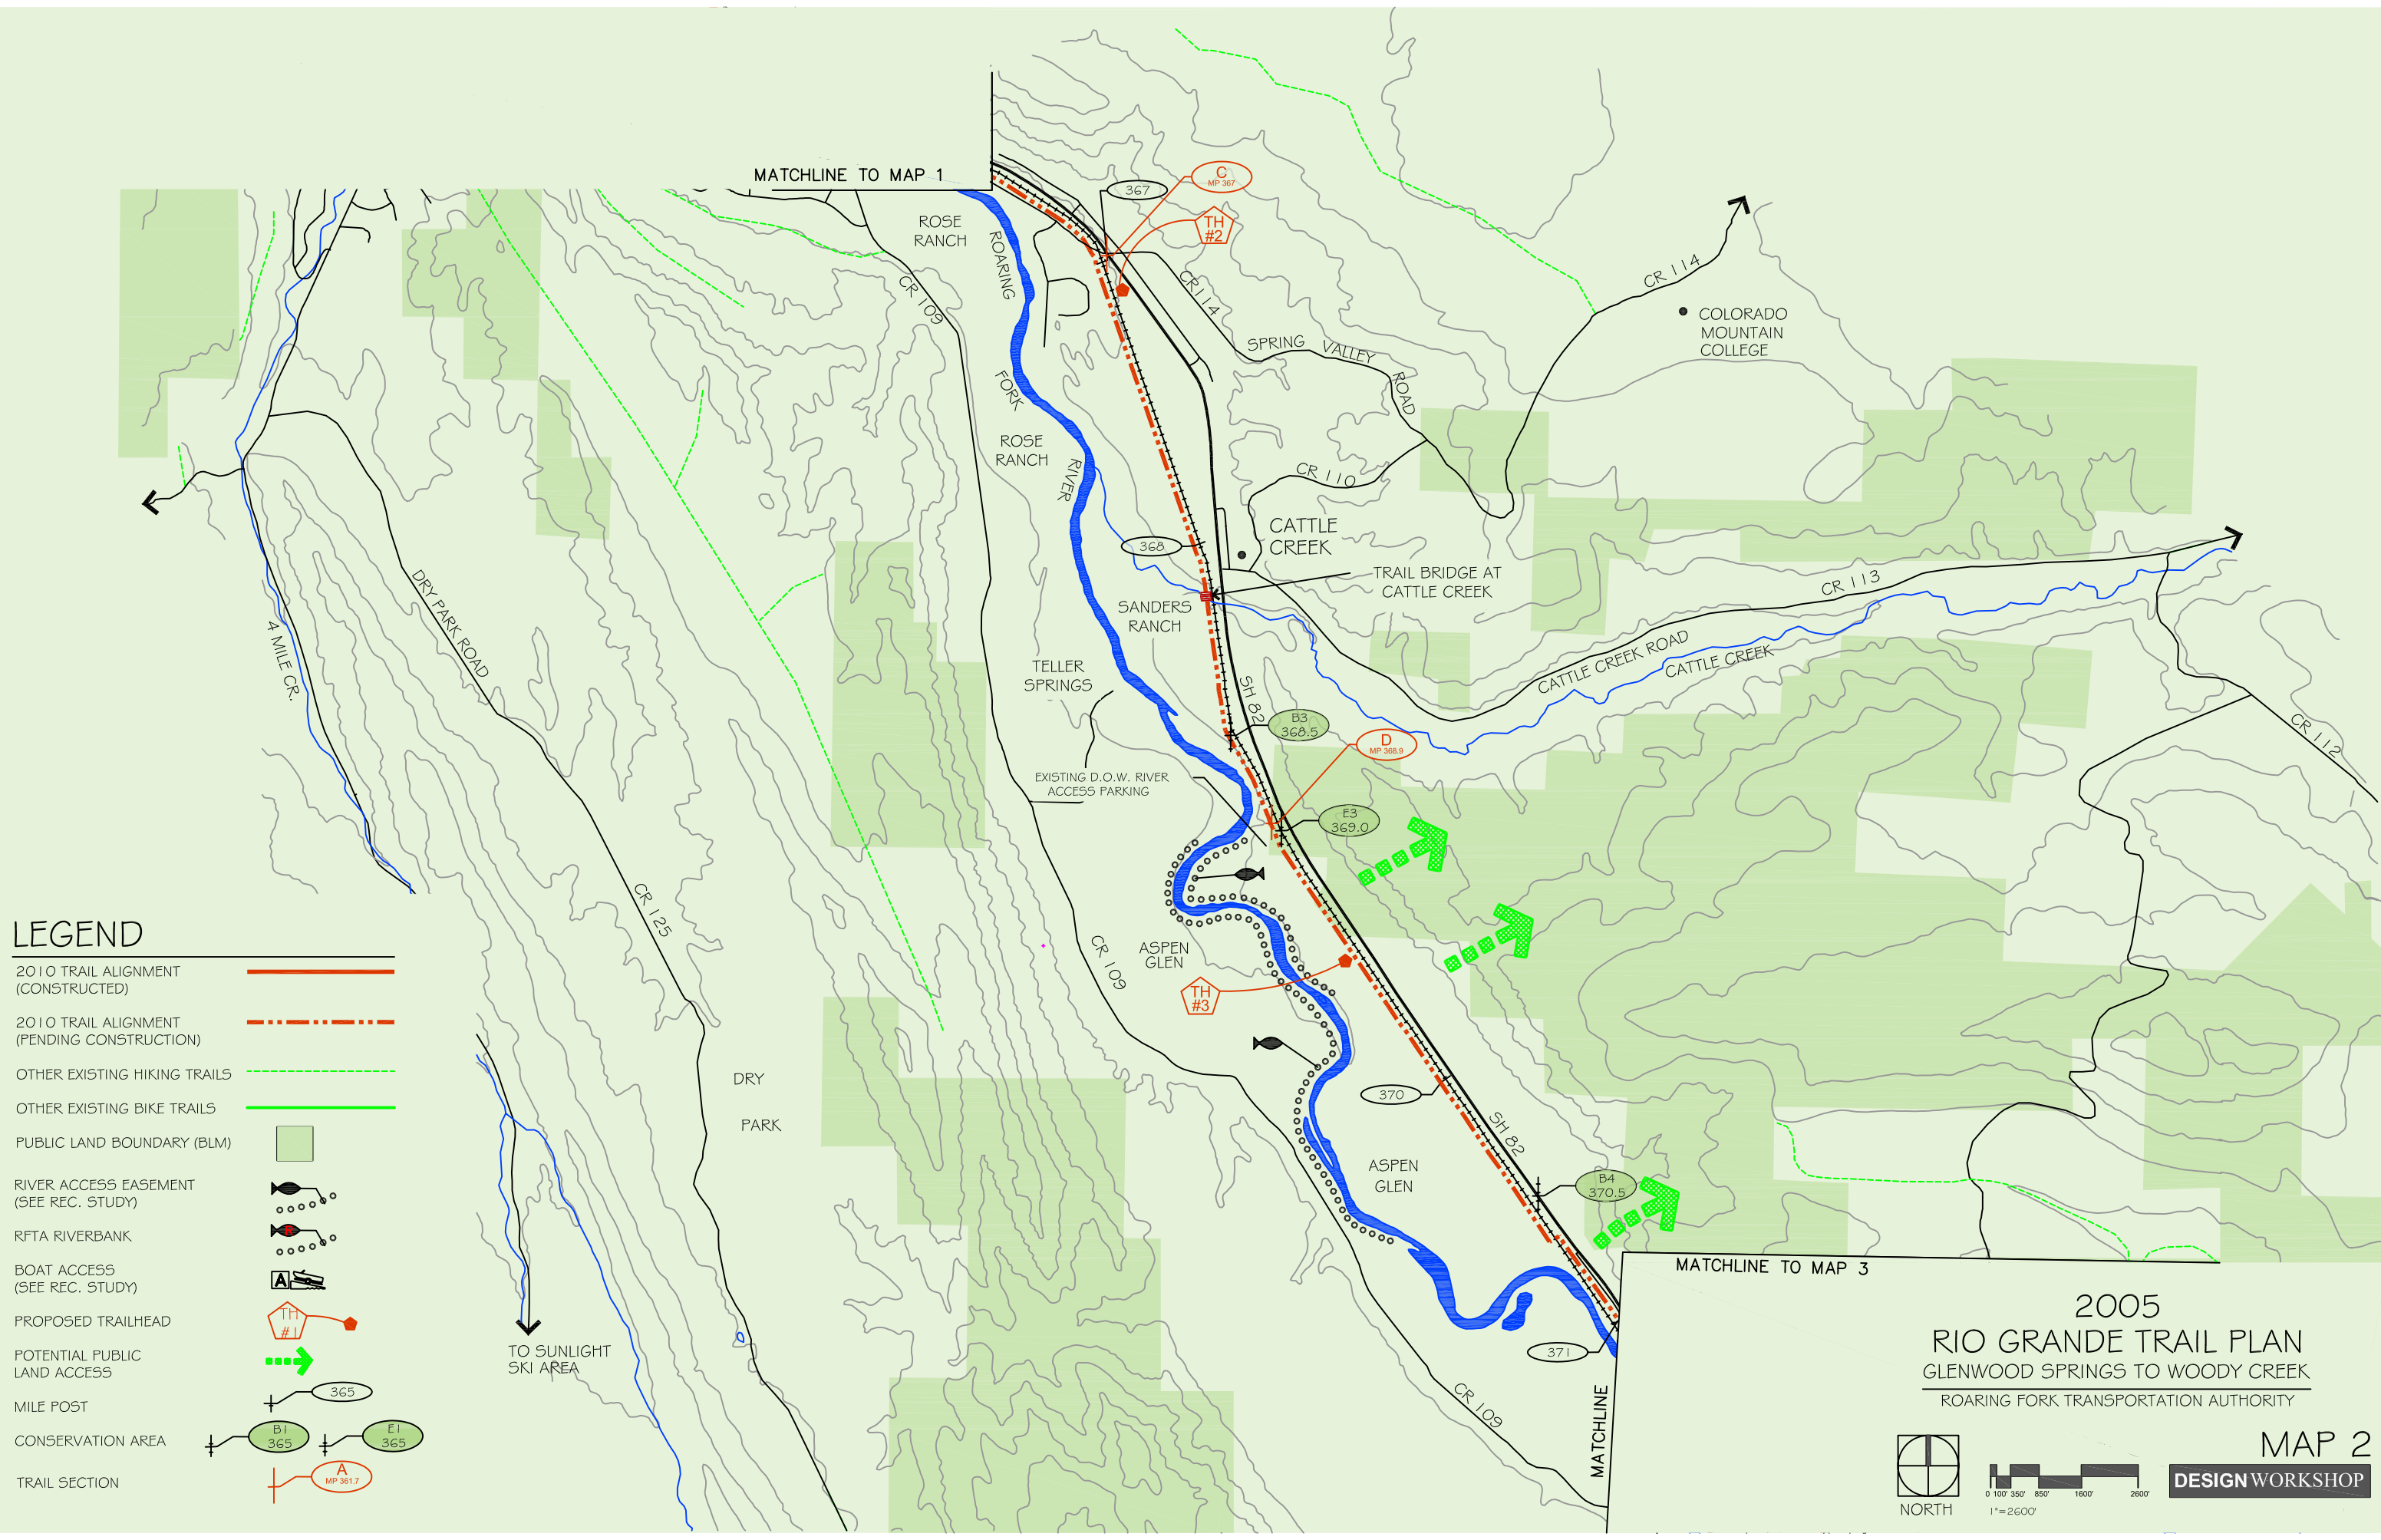 MATCHLINE TO MAP 1
367
C
MP 367
TH
#2
ROSE
RANCH
ROARING
FORK
RIVER
CR 109
CR114
SPRING VALLEY
ROAD
CR 114
COLORADO
MOUNTAIN
COLLEGE
ROSE
RANCH
CR 110
CATTLE
CREEK
368
TRAIL BRIDGE AT
CATTLE CREEK
CR 113
SANDERS
RANCH
DRY PARK ROAD
4 MILE CR.
TELLER
SPRINGS
CATTLE CREEK ROAD
CATTLE CREEK
SH 82
B3
368.5
D
MP 368.9
CR 112
EXISTING D.O.W. RIVER
ACCESS PARKING
E3
369.0
CR 125
ASPEN
GLEN
CR 109
TH
#3
DRY
PARK
370
SH 82
ASPEN
GLEN
B4
370.5
371
CR 109
TO SUNLIGHT
SKI AREA
MATCHLINE
MATCHLINE TO MAP 3
LEGEND
2010 TRAIL ALIGNMENT
(CONSTRUCTED)
2010 TRAIL ALIGNMENT
(PENDING CONSTRUCTION)
OTHER EXISTING HIKING TRAILS
OTHER EXISTING BIKE TRAILS
PUBLIC LAND BOUNDARY (BLM)
RIVER ACCESS EASEMENT
(SEE REC. STUDY)
RFTA RIVERBANK
R
BOAT ACCESS
(SEE REC. STUDY)
A
PROPOSED TRAILHEAD
TH
#1
POTENTIAL PUBLIC
LAND ACCESS
MILE POST
365
CONSERVATION AREA
B1
365
E1
365
TRAIL SECTION
A
MP 361.7
2005
RIO GRANDE TRAIL PLAN
GLENWOOD SPRINGS TO WOODY CREEK
ROARING FORK TRANSPORTATION AUTHORITY
MAP 2
NORTH
0 100' 350' 850' 1600' 2600'
1"=2600'
DESIGNWORKSHOP